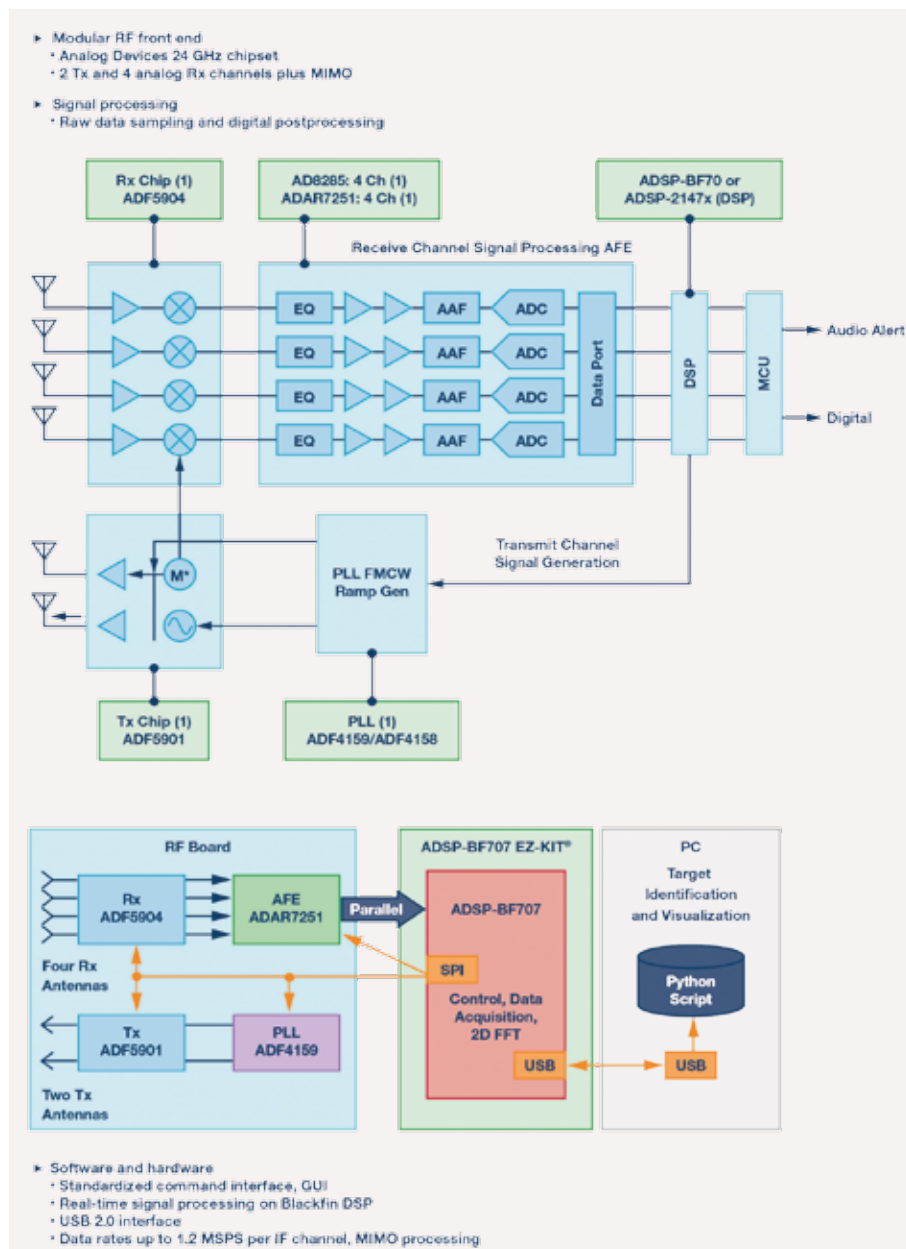 ▸ Modular RF front end
· Analog Devices 24 GHz chipset
· 2 Tx and 4 analog Rx channels plus MIMO
▸ Signal processing
· Raw data sampling and digital postprocessing
Rx Chip (1)
ADF5904
AD8285: 4 Ch (1)
ADAR7251: 4 Ch (1)
ADSP-BF70 or
ADSP-2147x (DSP)
Receive Channel Signal Processing AFE
EQ
AAF
ADC
EQ
AAF
ADC
EQ
AAF
ADC
EQ
AAF
ADC
Data Port
DSP
MCU
Audio Alert
Digital
M*
PLL FMCW
Ramp Gen
Transmit Channel
Signal Generation
Tx Chip (1)
ADF5901
PLL (1)
ADF4159/ADF4158
RF Board
Rx
ADF5904
AFE
ADAR7251
Parallel
Four Rx
Antennas
Tx
ADF5901
PLL
ADF4159
Two Tx
Antennas
ADSP-BF707 EZ-KIT®
ADSP-BF707
SPI
Control, Data
Acquisition,
2D FFT
USB
PC
Target
Identification
and Visualization
Python
Script
USB
▸ Software and hardware
· Standardized command interface, GUI
· Real-time signal processing on Blackfin DSP
· USB 2.0 interface
· Data rates up to 1.2 MSPS per IF channel, MIMO processing